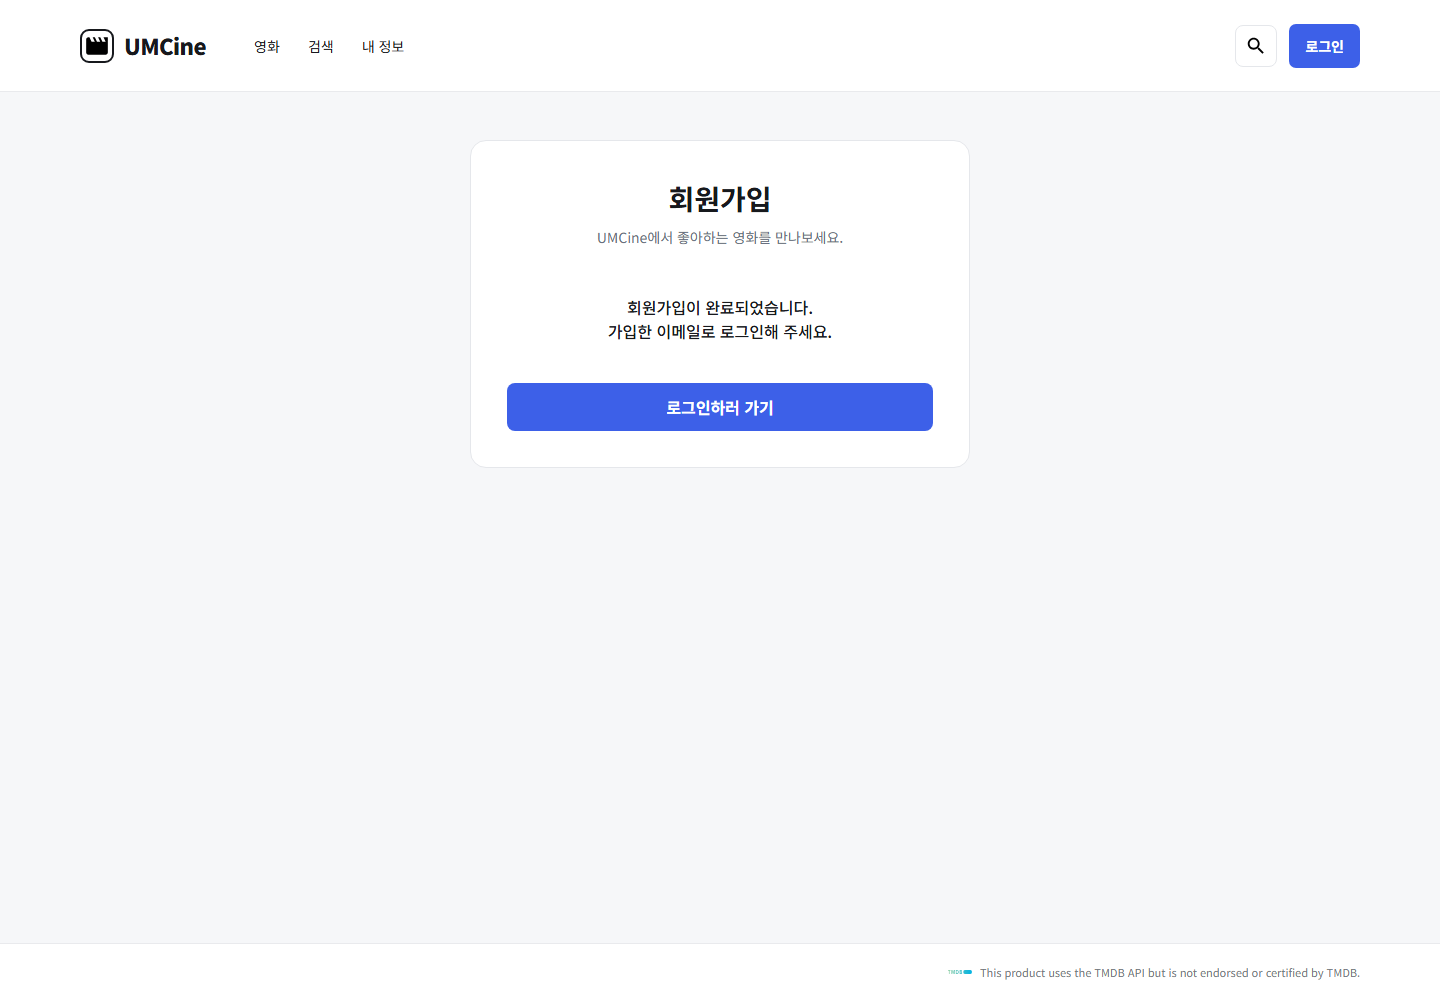 UMCine
영화
검색
내 정보
로그인
회원가입
UMCine에서 좋아하는 영화를 만나보세요.
회원가입이 완료되었습니다.
가입한 이메일로 로그인해 주세요.
로그인하러 가기
TMDB
This product uses the TMDB API but is not endorsed or certified by TMDB.